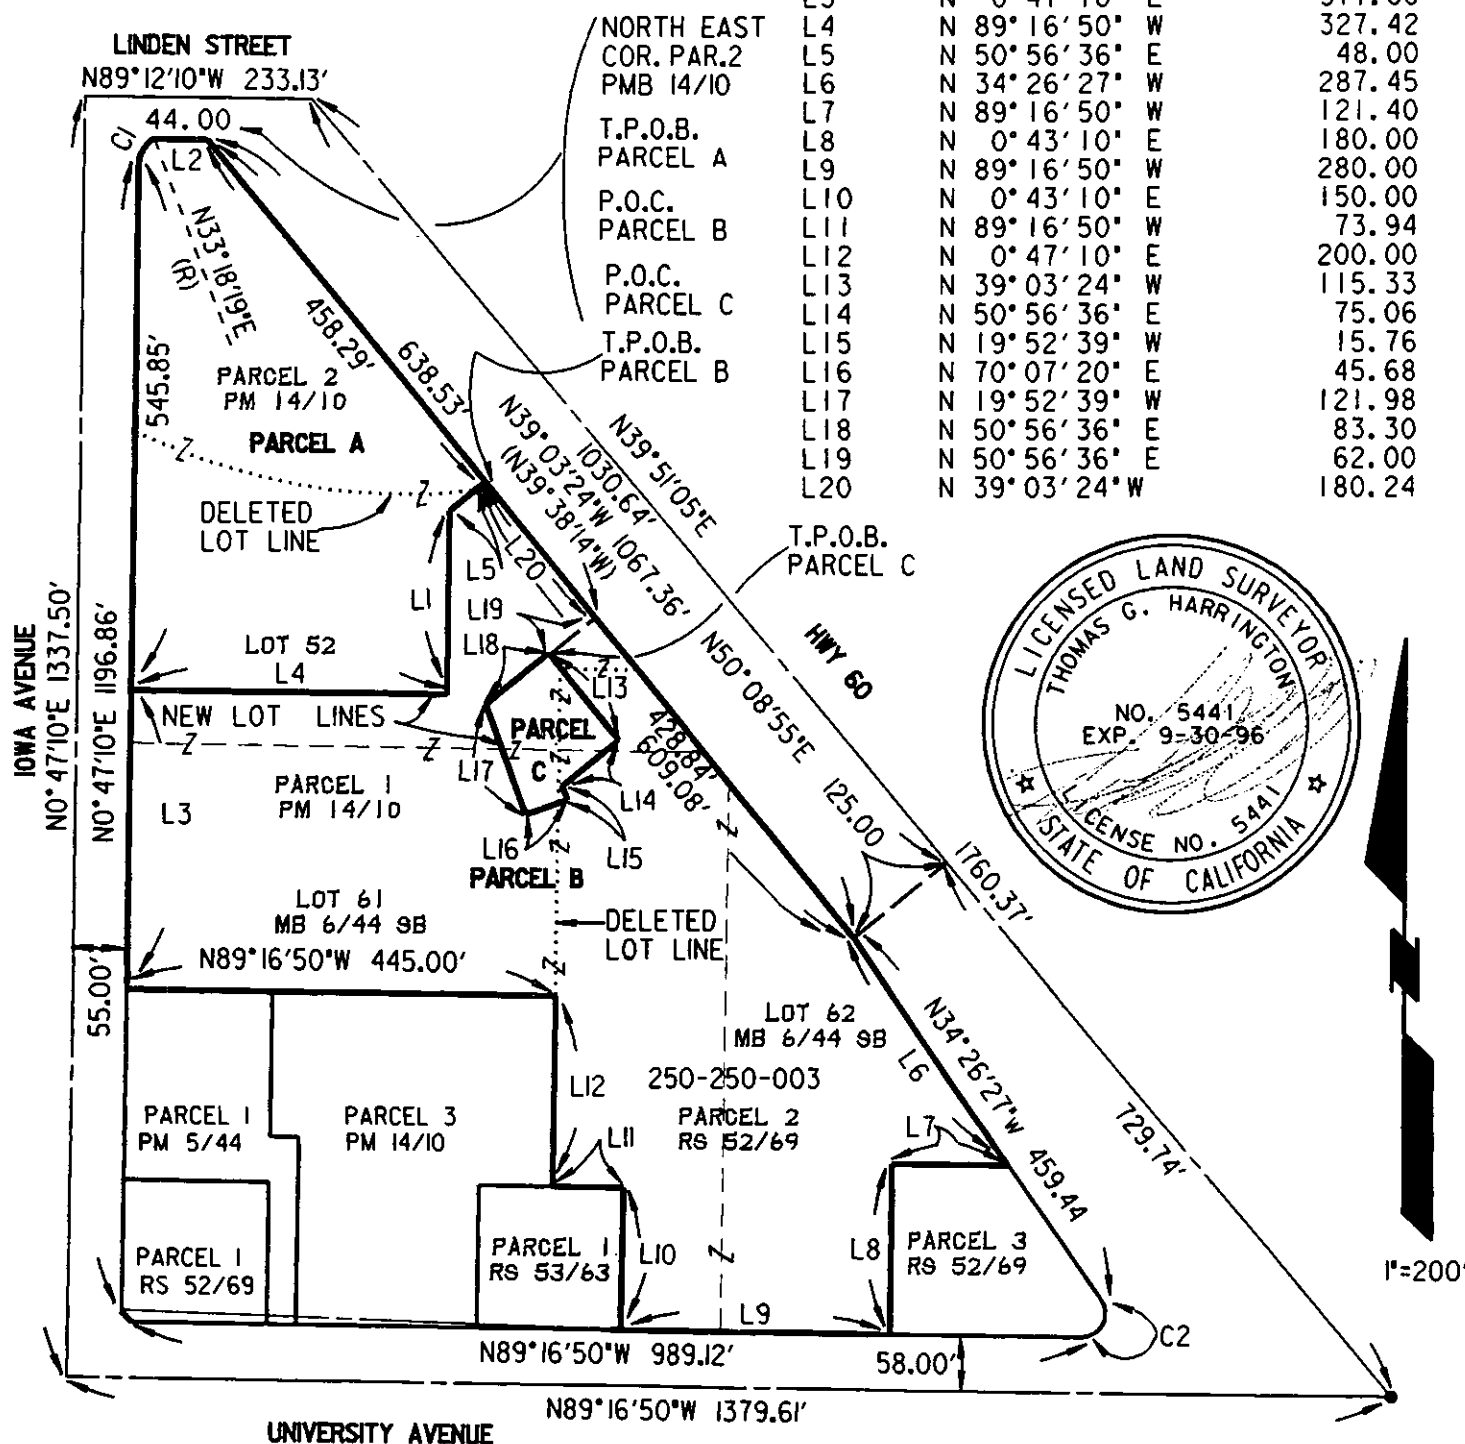 LINDEN STREET
N89°12'10"W 233.13'
44.00
C1
L2
N33°18'19"E
(R)
458.29'
638.53'
545.85'
PARCEL 2
PM 14/10
PARCEL A
DELETED
LOT LINE
NORTH EAST
COR. PAR.2
PMB 14/10
T.P.O.B.
PARCEL A
P.O.C.
PARCEL B
P.O.C.
PARCEL C
T.P.O.B.
PARCEL B
L4 N 89°16'50" W 327.42
L5 N 50°56'36" E 48.00
L6 N 34°26'27" W 287.45
L7 N 89°16'50" W 121.40
L8 N 0°43'10" E 180.00
L9 N 89°16'50" W 280.00
L10 N 0°43'10" E 150.00
L11 N 89°16'50" W 73.94
L12 N 0°47'10" E 200.00
L13 N 39°03'24" W 115.33
L14 N 50°56'36" E 75.06
L15 N 19°52'39" W 15.76
L16 N 70°07'20" E 45.68
L17 N 19°52'39" W 121.98
L18 N 50°56'36" E 83.30
L19 N 50°56'36" E 62.00
L20 N 39°03'24"W 180.24
N39°51'05"E
1030.64'
N39°03'24"W 1067.36'
(N39°38'14"W)
T.P.O.B.
PARCEL C
L5
L20
L1
L19
L18
L13
LOT 52
L4
NEW LOT LINES
PARCEL
C
L17
L14
L16
L15
PARCEL B
PARCEL 1
PM 14/10
L3
IOWA AVENUE
N0°47'10"E 1337.50'
N0°47'10"E 1196.86'
HWY 60
N50°08'55"E 125.00
428.84'
609.08'
1760.37'
LICENSED LAND SURVEYOR
THOMAS G. HARRINGTON
NO. 5441
EXP. 9-30-96
LICENSE NO. 5441
STATE OF CALIFORNIA
LOT 61
MB 6/44 SB
N89°16'50"W 445.00'
55.00'
DELETED
LOT LINE
LOT 62
MB 6/44 SB
N34°26'27"W 459.44
L6
250-250-003
PARCEL 2
RS 52/69
L12
L11
L7
729.74'
PARCEL 1
PM 5/44
PARCEL 3
PM 14/10
PARCEL 1
RS 52/69
PARCEL 1
RS 53/63
L10
L8
PARCEL 3
RS 52/69
L9
1"=200'
C2
N89°16'50"W 989.12'
58.00'
N89°16'50"W 1379.61'
UNIVERSITY AVENUE